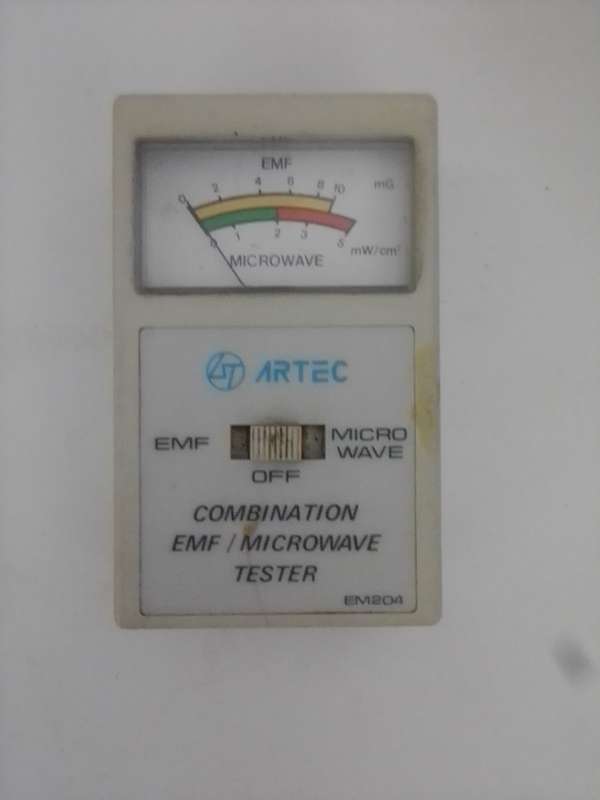 EMF
0 2 4 6 8 10 mG
0 1 2 3 5 mW/cm²
MICROWAVE
ARTEC
EMF
MICRO
WAVE
OFF
COMBINATION
EMF / MICROWAVE
TESTER
EM204